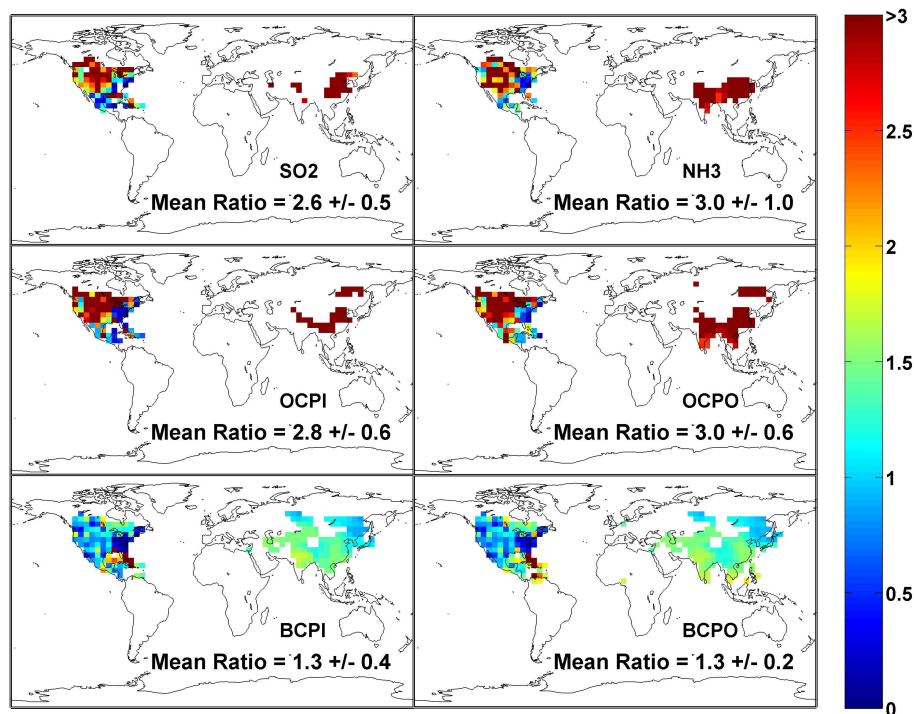 SO2
Mean Ratio = 2.6 +/- 0.5
NH3
Mean Ratio = 3.0 +/- 1.0
OCPI
Mean Ratio = 2.8 +/- 0.6
OCPO
Mean Ratio = 3.0 +/- 0.6
BCPI
Mean Ratio = 1.3 +/- 0.4
BCPO
Mean Ratio = 1.3 +/- 0.2
>3
2.5
2
1.5
1
0.5
0